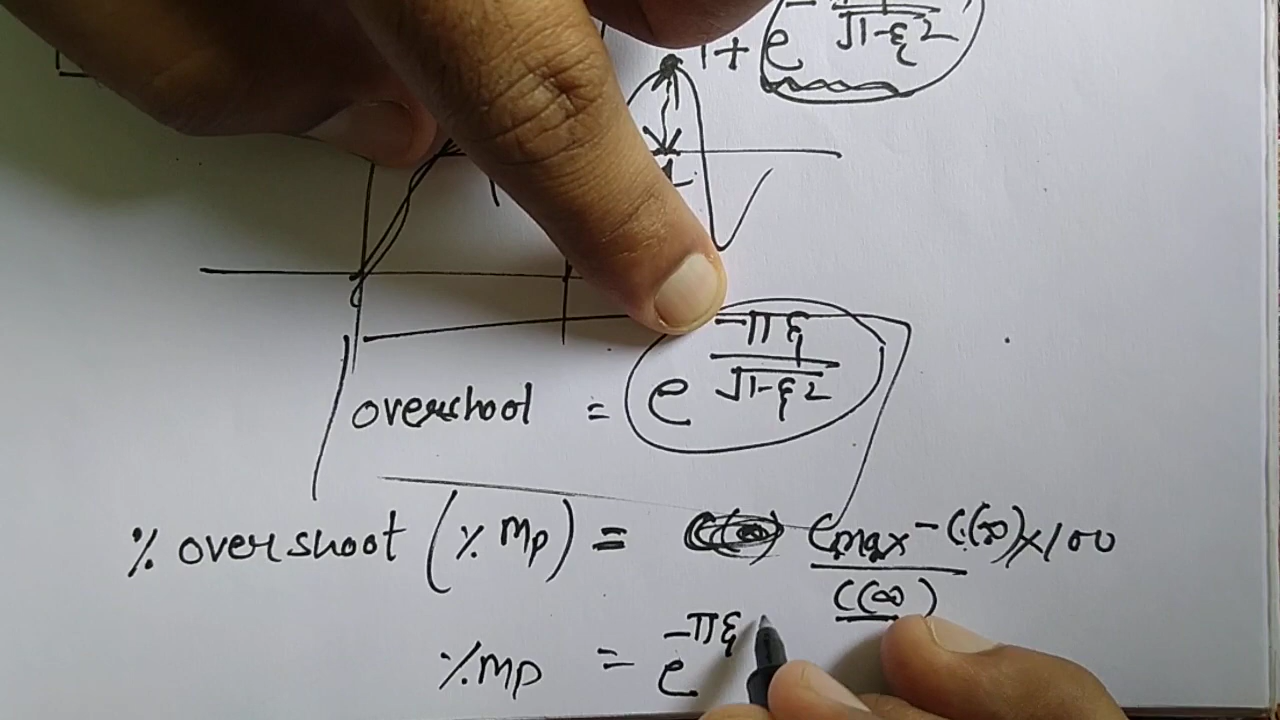 1 + e^(-πξ/√1-ξ2)
overshoot = e^(-πξ/√1-ξ2)
% overshoot (% Mp) = Cmax - C(∞)/C(∞) × 100
% Mp = e^-πξ